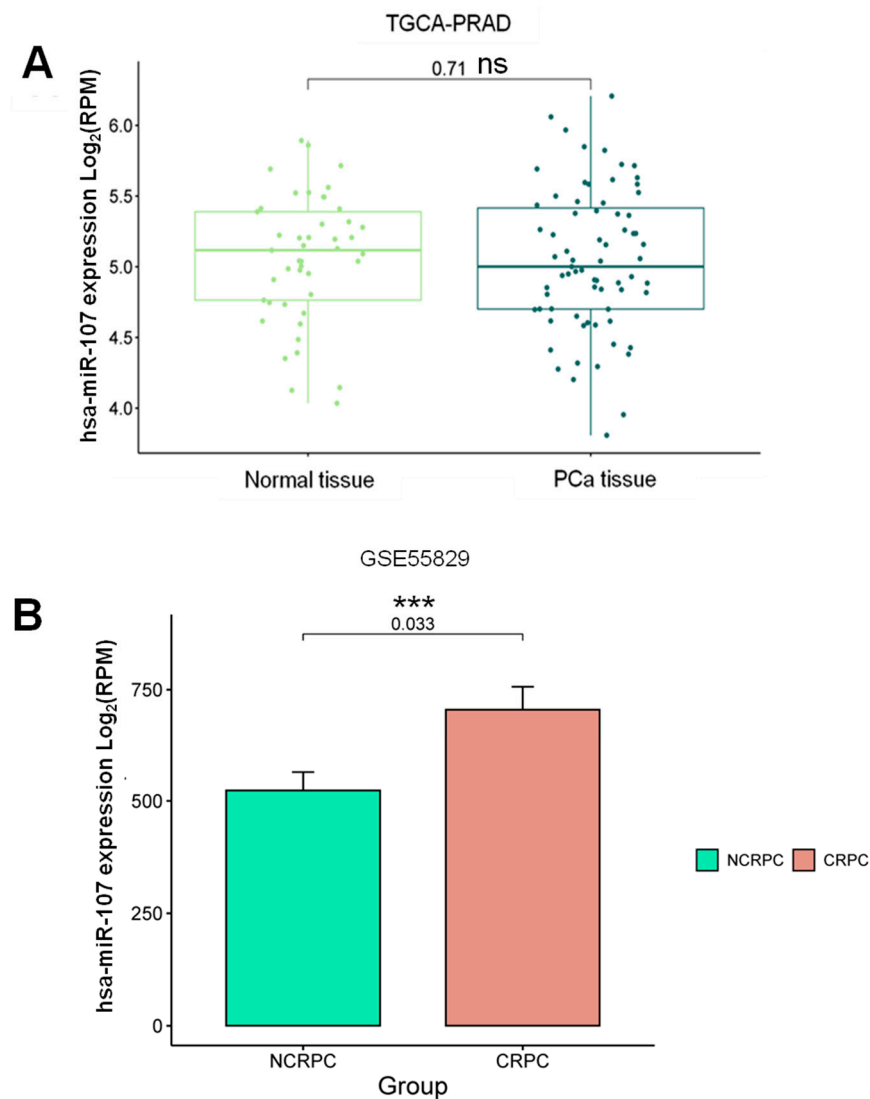 TGCA-PRAD
A
0.71 ns
hsa-miR-107 expression Log₂(RPM)
6.0
5.5
5.0
4.5
4.0
Normal tissue PCa tissue
GSE55829
B
***
0.033
hsa-miR-107 expression Log₂(RPM)
750
500
250
0
NCRPC CRPC
NCRPC CRPC
Group